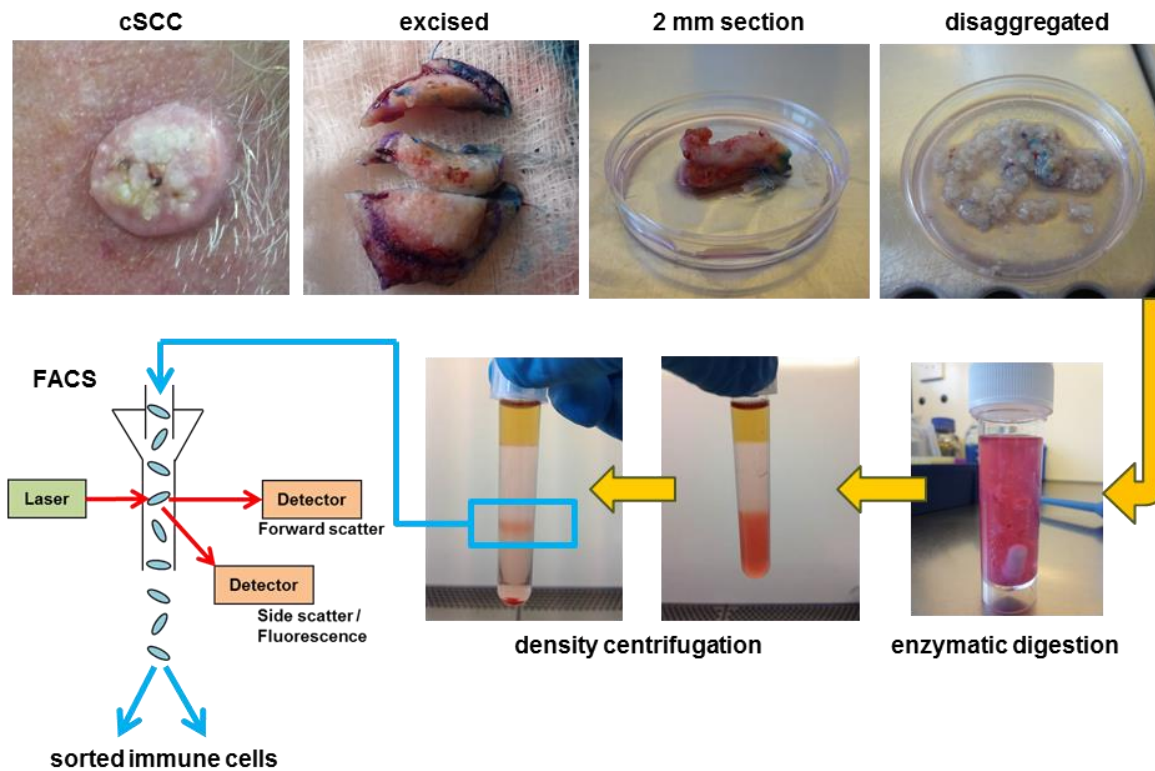 cSCC
excised
2 mm section
disaggregated
FACS
Laser
Detector
Forward scatter
Detector
Side scatter /
Fluorescence
density centrifugation
enzymatic digestion
sorted immune cells